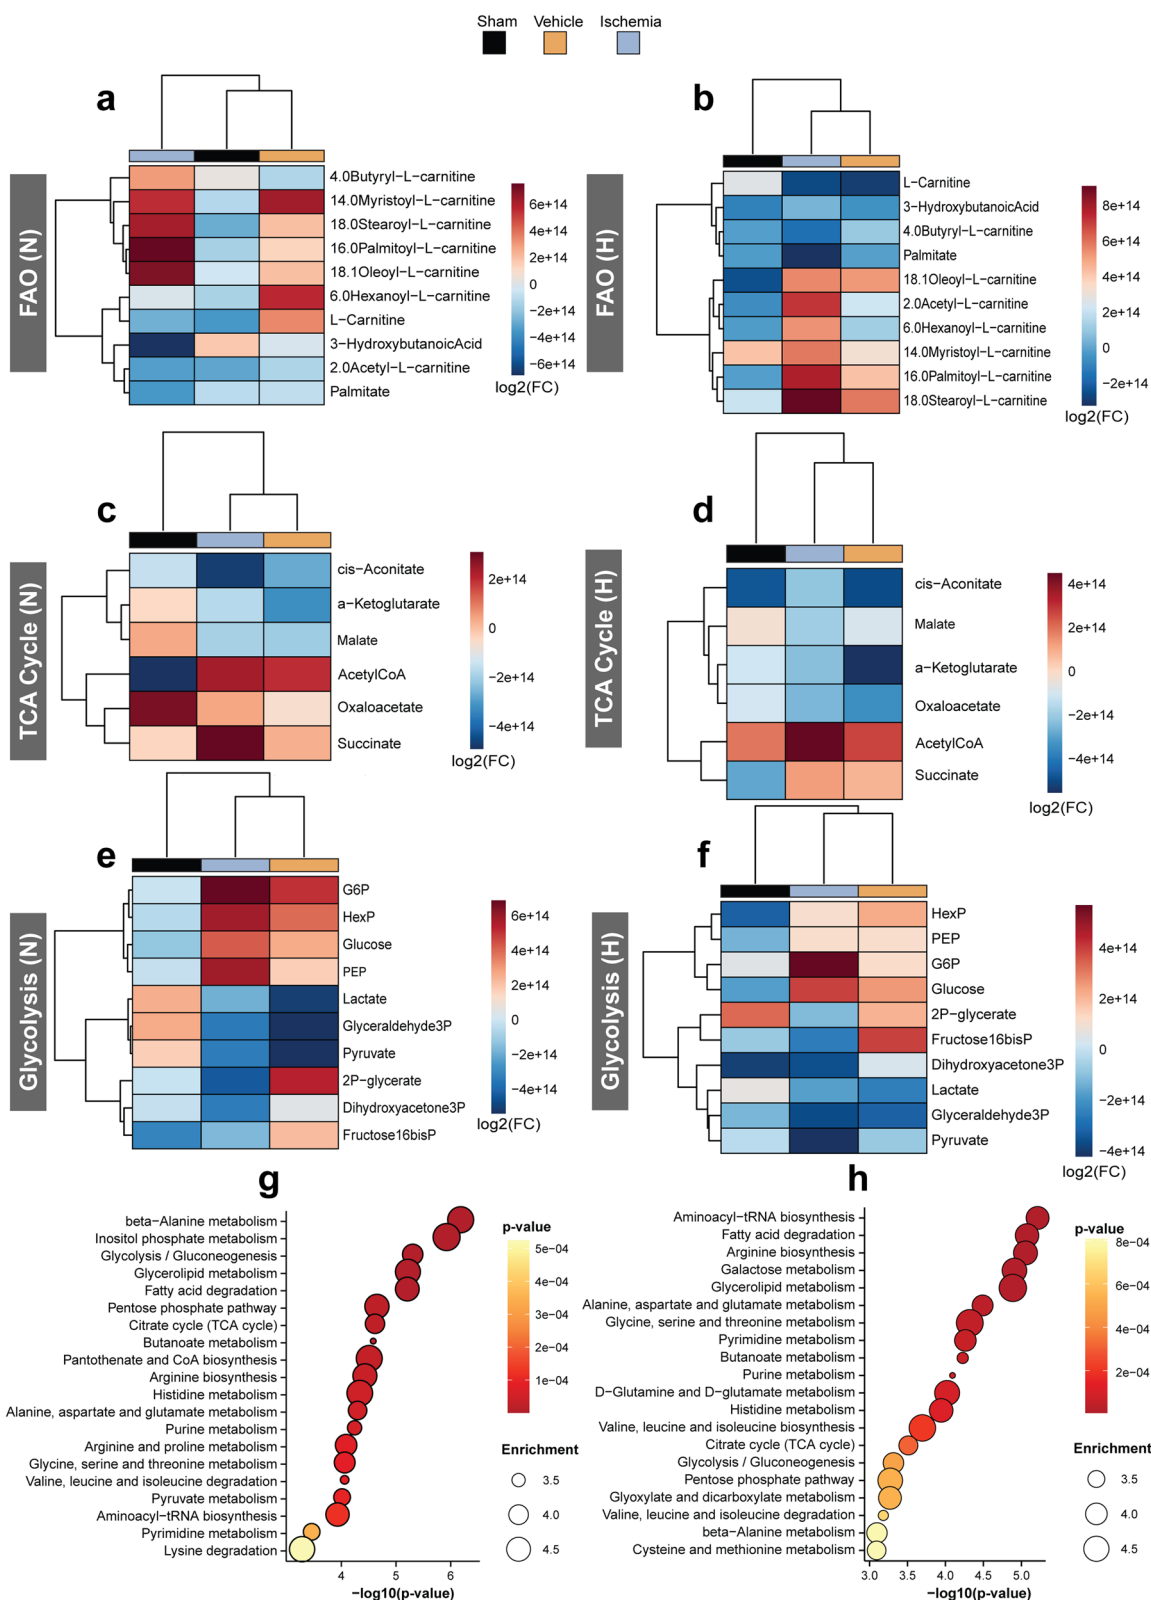 Sham Vehicle Ischemia
a
FAO (N)
4.0Butyryl-L-carnitine
14.0Myristoyl-L-carnitine
18.0Stearoyl-L-carnitine
16.0Palmitoyl-L-carnitine
18.1Oleoyl-L-carnitine
6.0Hexanoyl-L-carnitine
L-Carnitine
3-HydroxybutanoicAcid
2.0Acetyl-L-carnitine
Palmitate
6e+14
4e+14
2e+14
0
−2e+14
−4e+14
−6e+14
log2(FC)
b
FAO (H)
L-Carnitine
3-HydroxybutanoicAcid
4.0Butyryl-L-carnitine
Palmitate
18.1Oleoyl-L-carnitine
2.0Acetyl-L-carnitine
6.0Hexanoyl-L-carnitine
14.0Myristoyl-L-carnitine
16.0Palmitoyl-L-carnitine
18.0Stearoyl-L-carnitine
8e+14
6e+14
4e+14
2e+14
0
−2e+14
log2(FC)
c
TCA Cycle (N)
cis-Aconitate
a-Ketoglutarate
Malate
AcetylCoA
Oxaloacetate
Succinate
2e+14
0
−2e+14
−4e+14
log2(FC)
d
TCA Cycle (H)
cis-Aconitate
Malate
a-Ketoglutarate
Oxaloacetate
AcetylCoA
Succinate
4e+14
2e+14
0
−2e+14
−4e+14
log2(FC)
e
Glycolysis (N)
G6P
HexP
Glucose
PEP
Lactate
Glyceraldehyde3P
Pyruvate
2P-glycerate
Dihydroxyacetone3P
Fructose16bisP
6e+14
4e+14
2e+14
0
−2e+14
−4e+14
log2(FC)
f
Glycolysis (H)
HexP
PEP
G6P
Glucose
2P-glycerate
Fructose16bisP
Dihydroxyacetone3P
Lactate
Glyceraldehyde3P
Pyruvate
4e+14
2e+14
0
−2e+14
−4e+14
log2(FC)
g
beta-Alanine metabolism
Inositol phosphate metabolism
Glycolysis / Gluconeogenesis
Glycerolipid metabolism
Fatty acid degradation
Pentose phosphate pathway
Citrate cycle (TCA cycle)
Butanoate metabolism
Pantothenate and CoA biosynthesis
Arginine biosynthesis
Histidine metabolism
Alanine, aspartate and glutamate metabolism
Purine metabolism
Arginine and proline metabolism
Glycine, serine and threonine metabolism
Valine, leucine and isoleucine degradation
Pyruvate metabolism
Aminoacyl-tRNA biosynthesis
Pyrimidine metabolism
Lysine degradation
4 5 6
−log10(p-value)
p-value
5e-04
4e-04
3e-04
2e-04
1e-04
Enrichment
3.5
4.0
4.5
h
Aminoacyl-tRNA biosynthesis
Fatty acid degradation
Arginine biosynthesis
Galactose metabolism
Glycerolipid metabolism
Alanine, aspartate and glutamate metabolism
Glycine, serine and threonine metabolism
Pyrimidine metabolism
Butanoate metabolism
Purine metabolism
D-Glutamine and D-glutamate metabolism
Histidine metabolism
Valine, leucine and isoleucine biosynthesis
Citrate cycle (TCA cycle)
Glycolysis / Gluconeogenesis
Pentose phosphate pathway
Glyoxylate and dicarboxylate metabolism
Valine, leucine and isoleucine degradation
beta-Alanine metabolism
Cysteine and methionine metabolism
3.0 3.5 4.0 4.5 5.0
−log10(p-value)
p-value
8e-04
6e-04
4e-04
2e-04
Enrichment
3.5
4.0
4.5